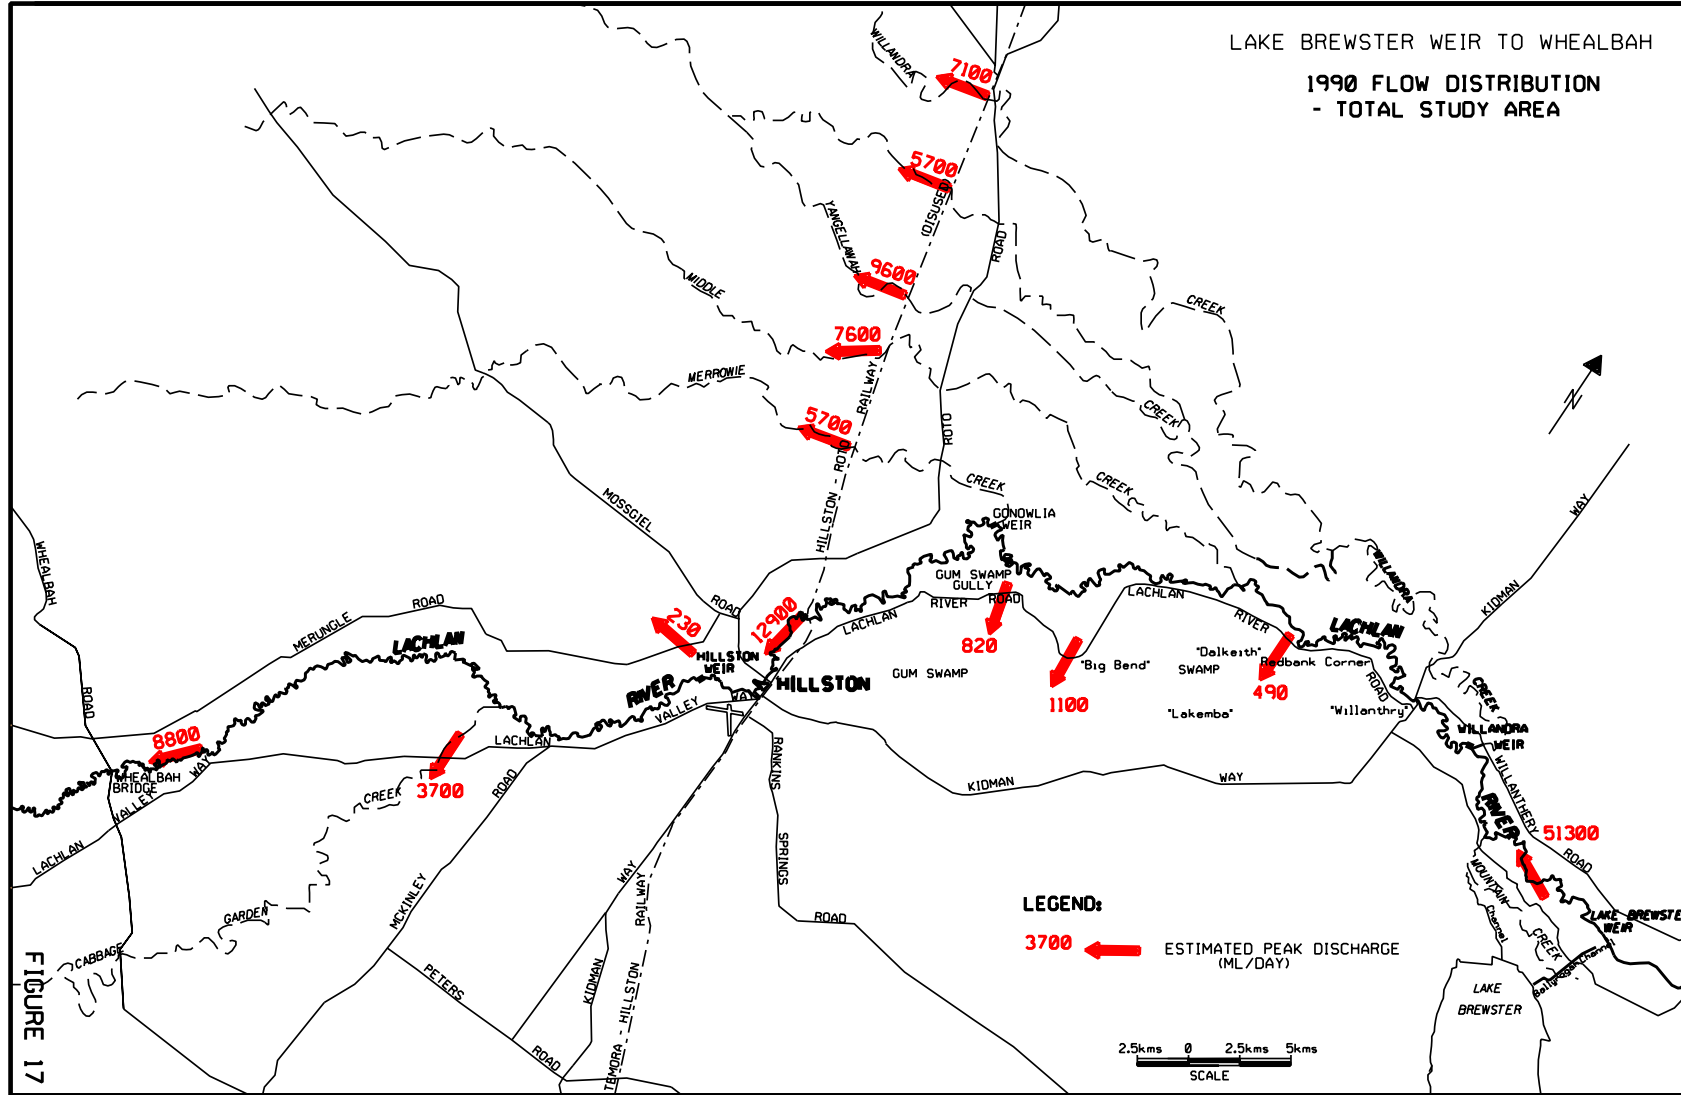 LAKE BREWSTER WEIR TO WHEALBAH
1990 FLOW DISTRIBUTION
- TOTAL STUDY AREA
WILLANDRA
7100
5700
(DISUSED)
YANGELLAWAH
ROAD
9600
MIDDLE
CREEK
7600
RAILWAY
MERROWIE
5700
CREEK
ROTO
HILLSTON - ROTO
CREEK
CREEK
MOSSGIEL
GONOWLIA
WEIR
WAY
WHEALBAH
GUM SWAMP
GULLY
WILLANDRA
KIDMAN
ROAD
MERUNGLE
ROAD
230
12900
LACHLAN
RIVER
ROAD
LACHLAN
RIVER
LACHLAN
LACHLAN
820
HILLSTON
WEIR
GUM SWAMP
"Big Bend"
"Dalkeith"
SWAMP
Redbank Corner
ROAD
RIVER
WAY
HILLSTON
1100
490
"Lakemba"
"Willanthry"
CREEK
ROAD
VALLEY
LACHLAN
8800
WAY
WILLANDRA
WEIR
WHEALBAH
BRIDGE
3700
CREEK
ROAD
RANKINS
KIDMAN
WAY
WILLANTHERY
RIVER
51300
VALLEY
LACHLAN
ROAD
SPRINGS
WAY
MOUNTAIN
Channel
MCKINLEY
RAILWAY
ROAD
GARDEN
CABBAGE
LEGEND:
3700
ESTIMATED PEAK DISCHARGE
(ML/DAY)
LAKE BREWSTER
WEIR
CREEK
Ballyrogan Channel
PETERS
KIDMAN
TEMORA - HILLSTON
ROAD
LAKE
BREWSTER
2.5kms 0 2.5kms 5kms
SCALE
N
FIGURE 17